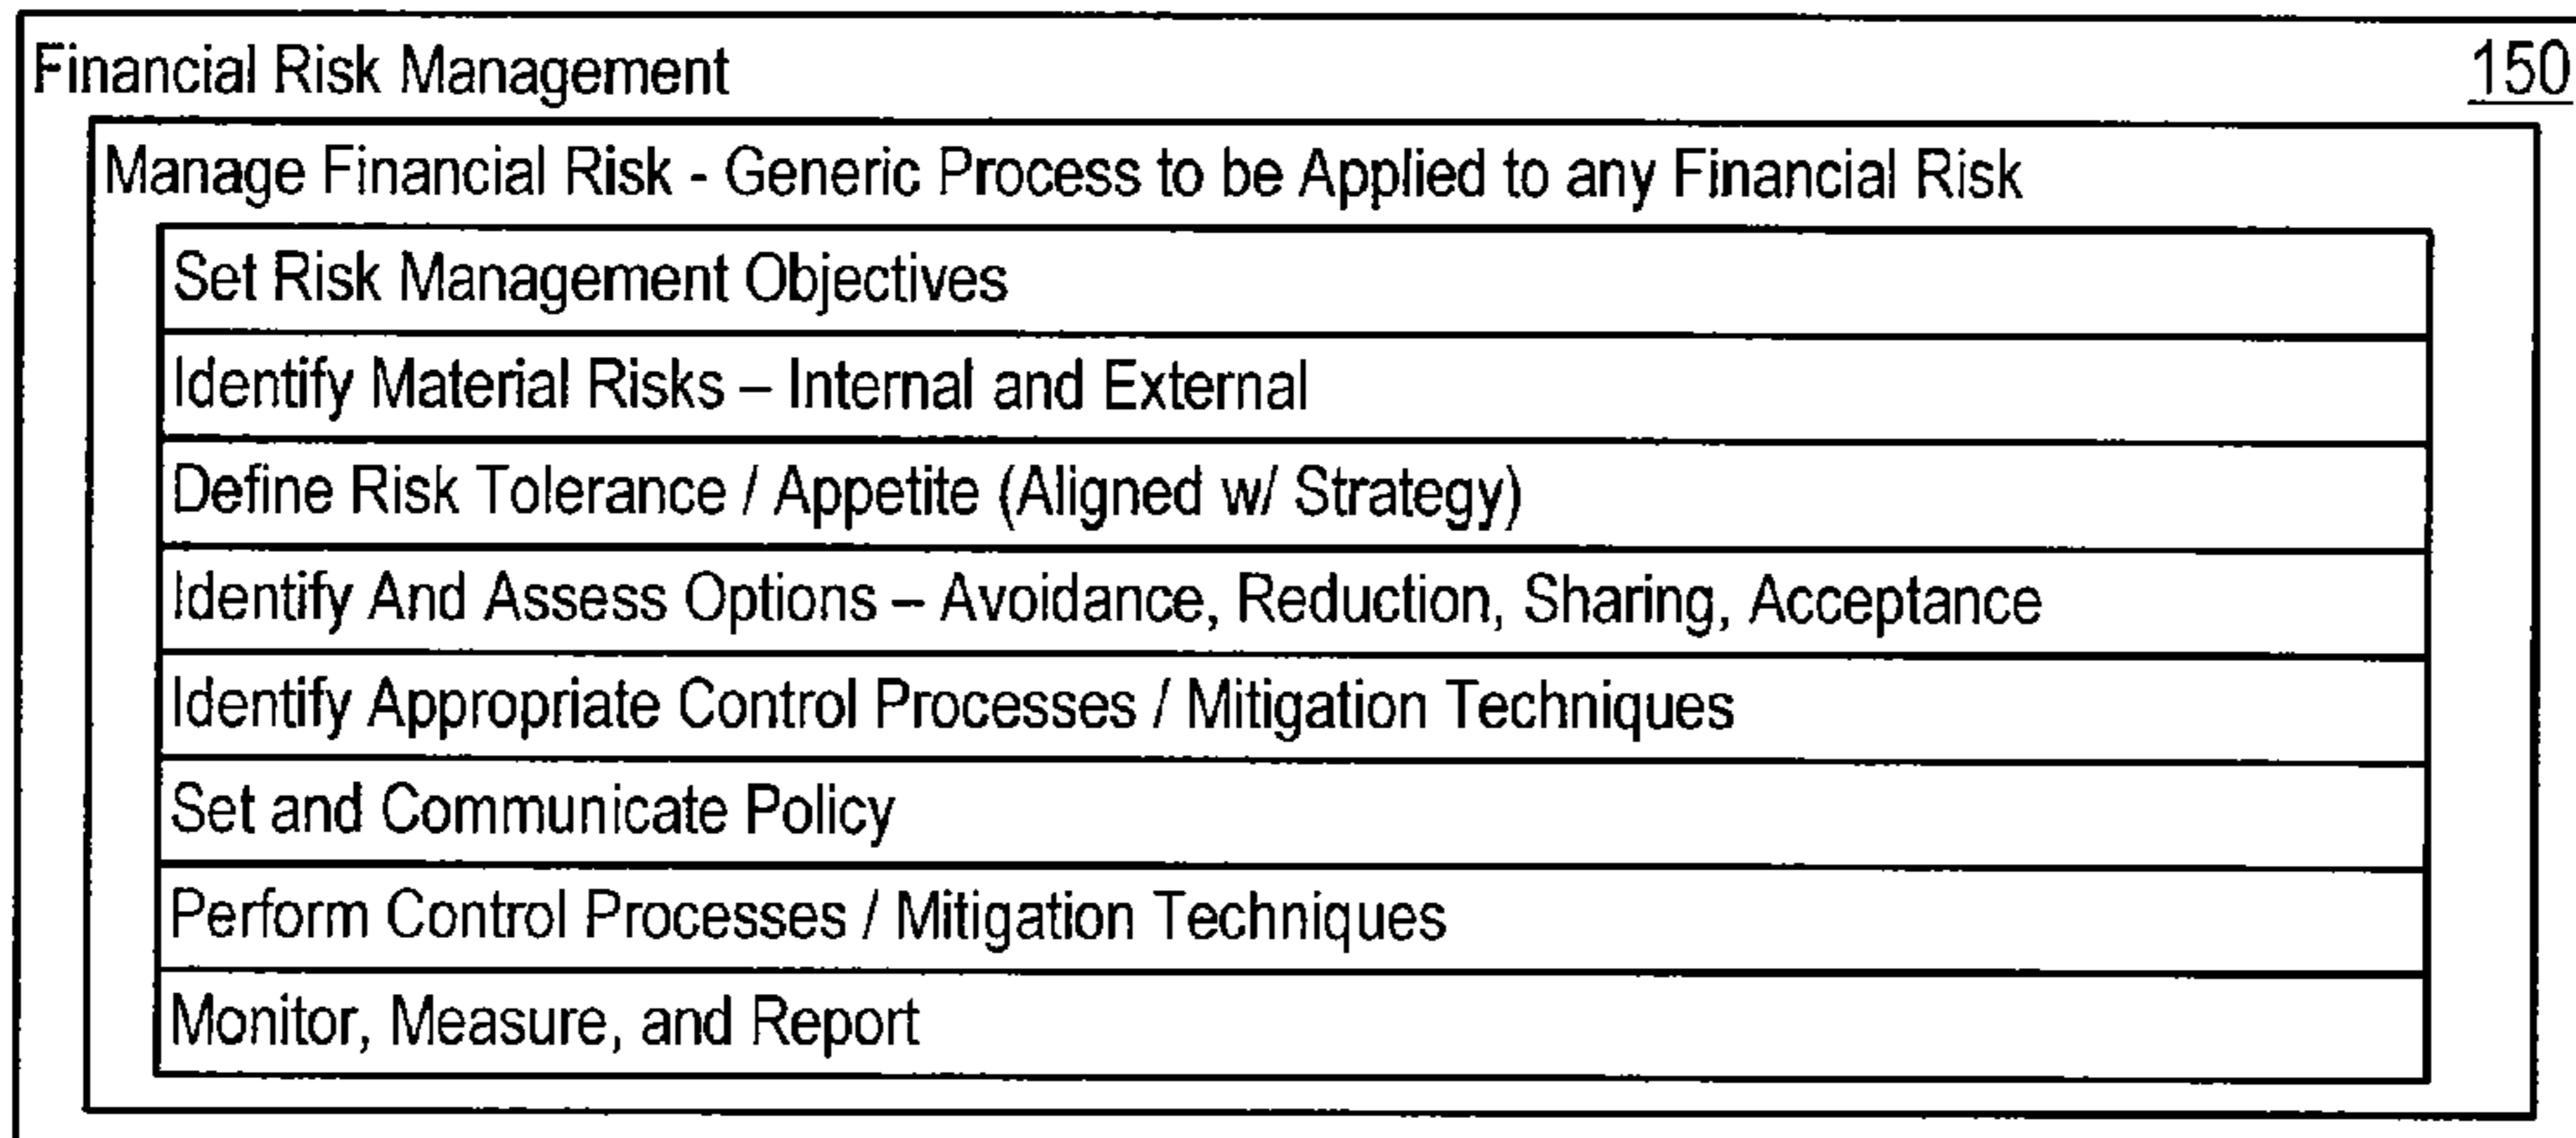 Financial Risk Management 150
Manage Financial Risk - Generic Process to be Applied to any Financial Risk
Set Risk Management Objectives
Identify Material Risks – Internal and External
Define Risk Tolerance / Appetite (Aligned w/ Strategy)
Identify And Assess Options – Avoidance, Reduction, Sharing, Acceptance
Identify Appropriate Control Processes / Mitigation Techniques
Set and Communicate Policy
Perform Control Processes / Mitigation Techniques
Monitor, Measure, and Report